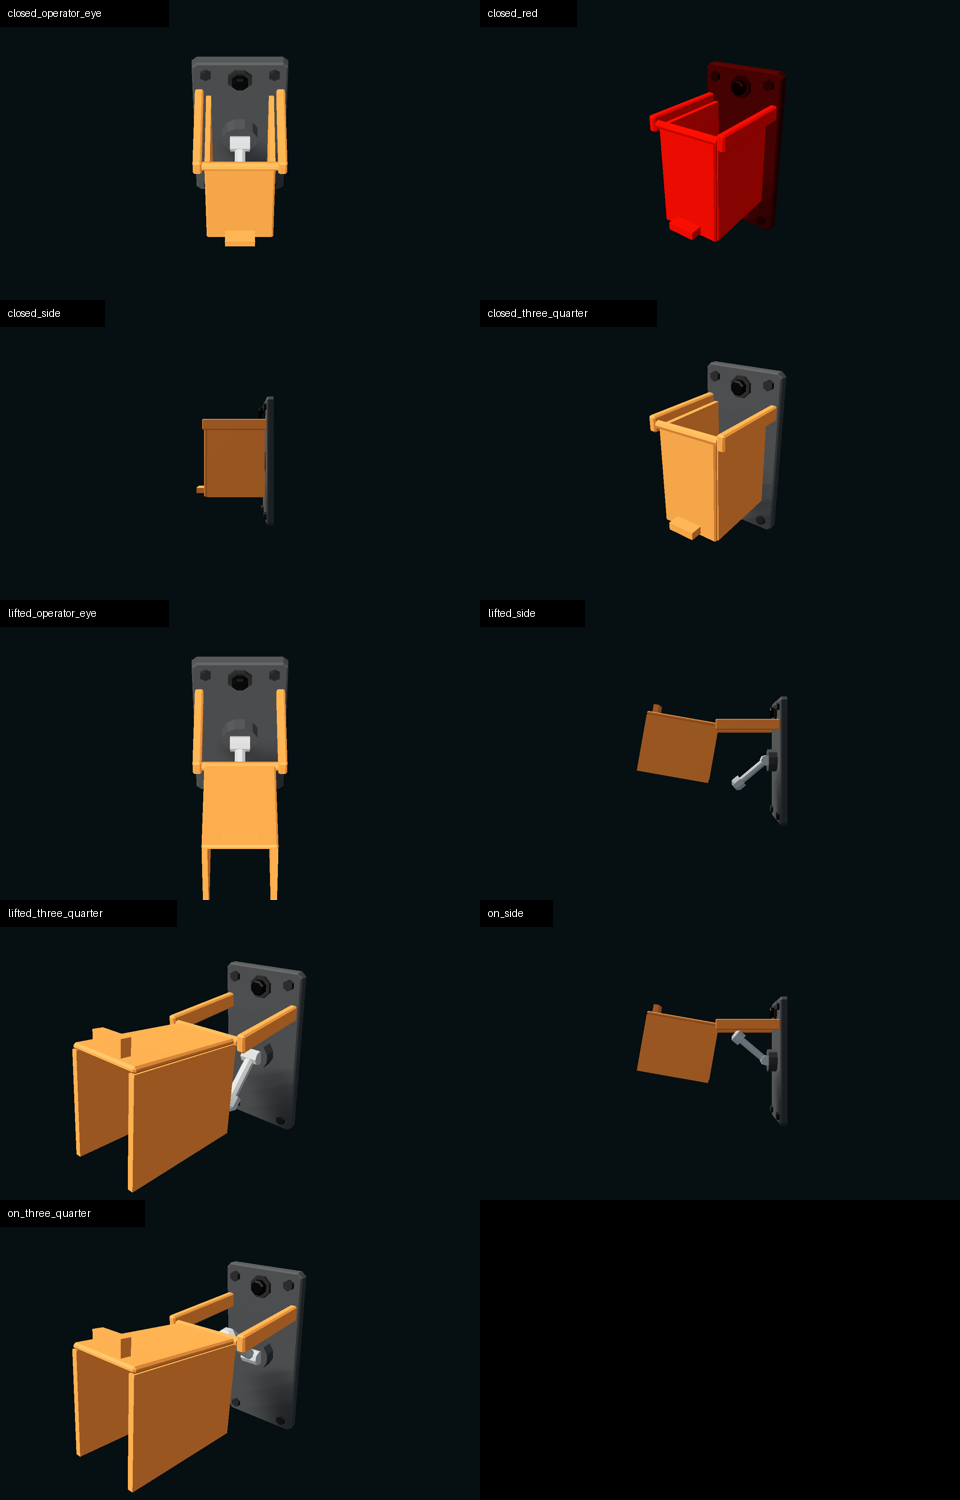 closed_operator_eye
closed_red
closed_side
closed_three_quarter
lifted_operator_eye
lifted_side
lifted_three_quarter
on_side
on_three_quarter